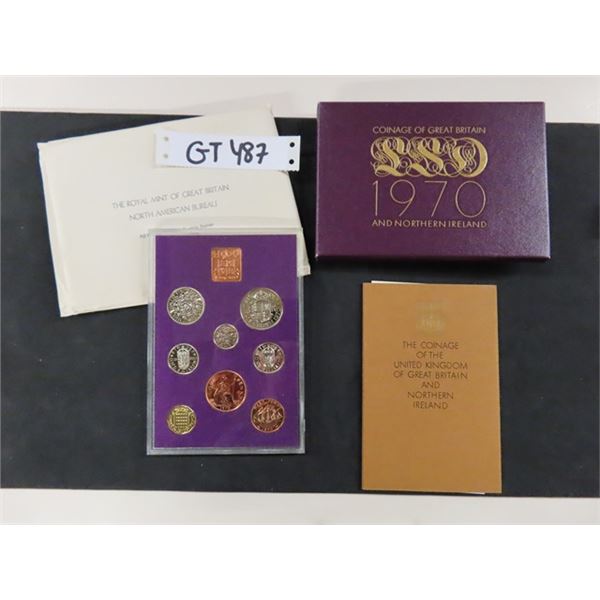 GT 487
THE ROYAL MINT OF GREAT BRITAIN
NORTH AMERICAN BUREAU
COINAGE OF GREAT BRITAIN
LSD
1970
AND NORTHERN IRELAND
THE COINAGE
OF THE
UNITED KINGDOM
OF GREAT BRITAIN
AND
NORTHERN
IRELAND